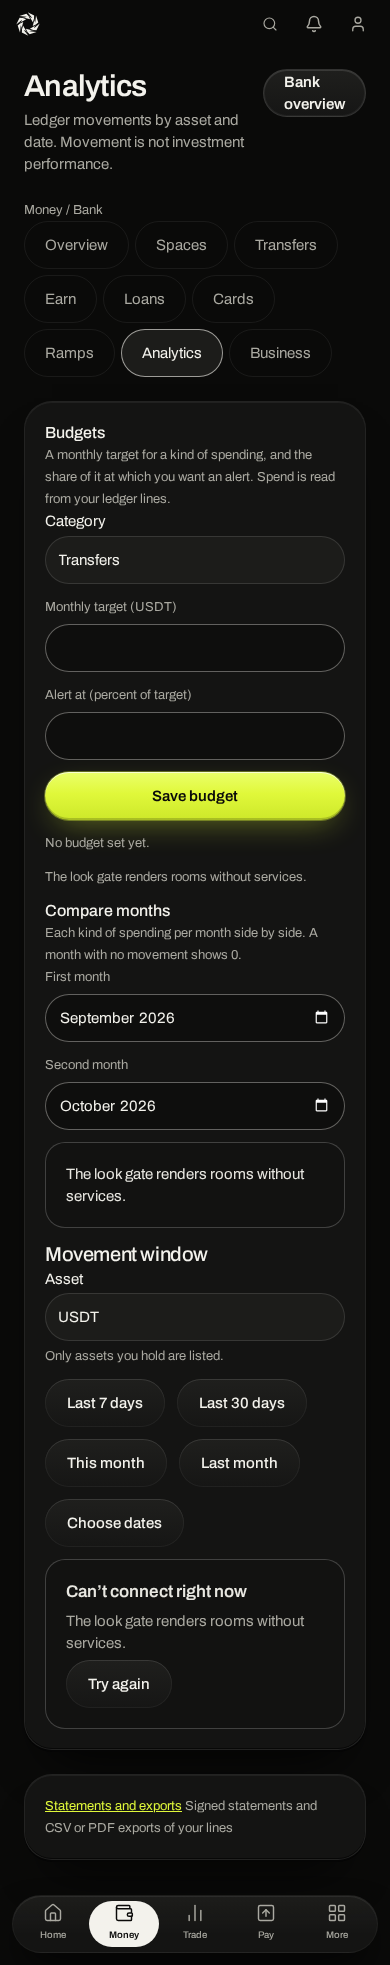 Analytics
Bank
overview
Ledger movements by asset and
date. Movement is not investment
performance.
Money / Bank
Overview
Spaces
Transfers
Earn
Loans
Cards
Ramps
Analytics
Business
Budgets
A monthly target for a kind of spending, and the
share of it at which you want an alert. Spend is read
from your ledger lines.
Category
Transfers
Monthly target (USDT)
Alert at (percent of target)
Save budget
No budget set yet.
The look gate renders rooms without services.
Compare months
Each kind of spending per month side by side. A
month with no movement shows 0.
First month
September 2026
Second month
October 2026
The look gate renders rooms without
services.
Movement window
Asset
USDT
Only assets you hold are listed.
Last 7 days
Last 30 days
This month
Last month
Choose dates
Can’t connect right now
The look gate renders rooms without
services.
Try again
Statements and exports Signed statements and
CSV or PDF exports of your lines
Home
Money
Trade
Pay
More